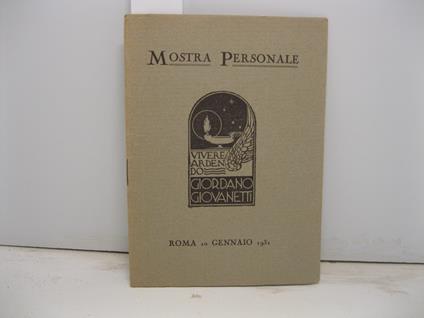 MOSTRA PERSONALE
VIVERE
ARDEN
DO
GIORDANO
GIOVANETTI
ROMA 20 GENNAIO 1931